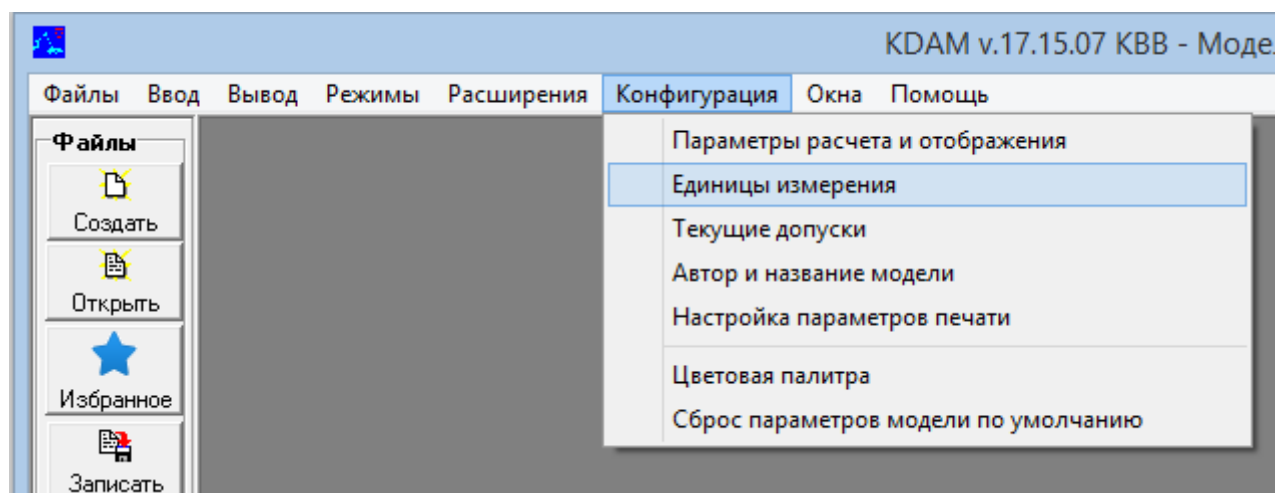 KDAM v.17.15.07 KBB - Моде
Файлы Ввод Вывод Режимы Расширения Конфигурация Окна Помощь
Файлы
Создать
Открыть
Избранное
Записать
Параметры расчета и отображения
Единицы измерения
Текущие допуски
Автор и название модели
Настройка параметров печати
Цветовая палитра
Сброс параметров модели по умолчанию